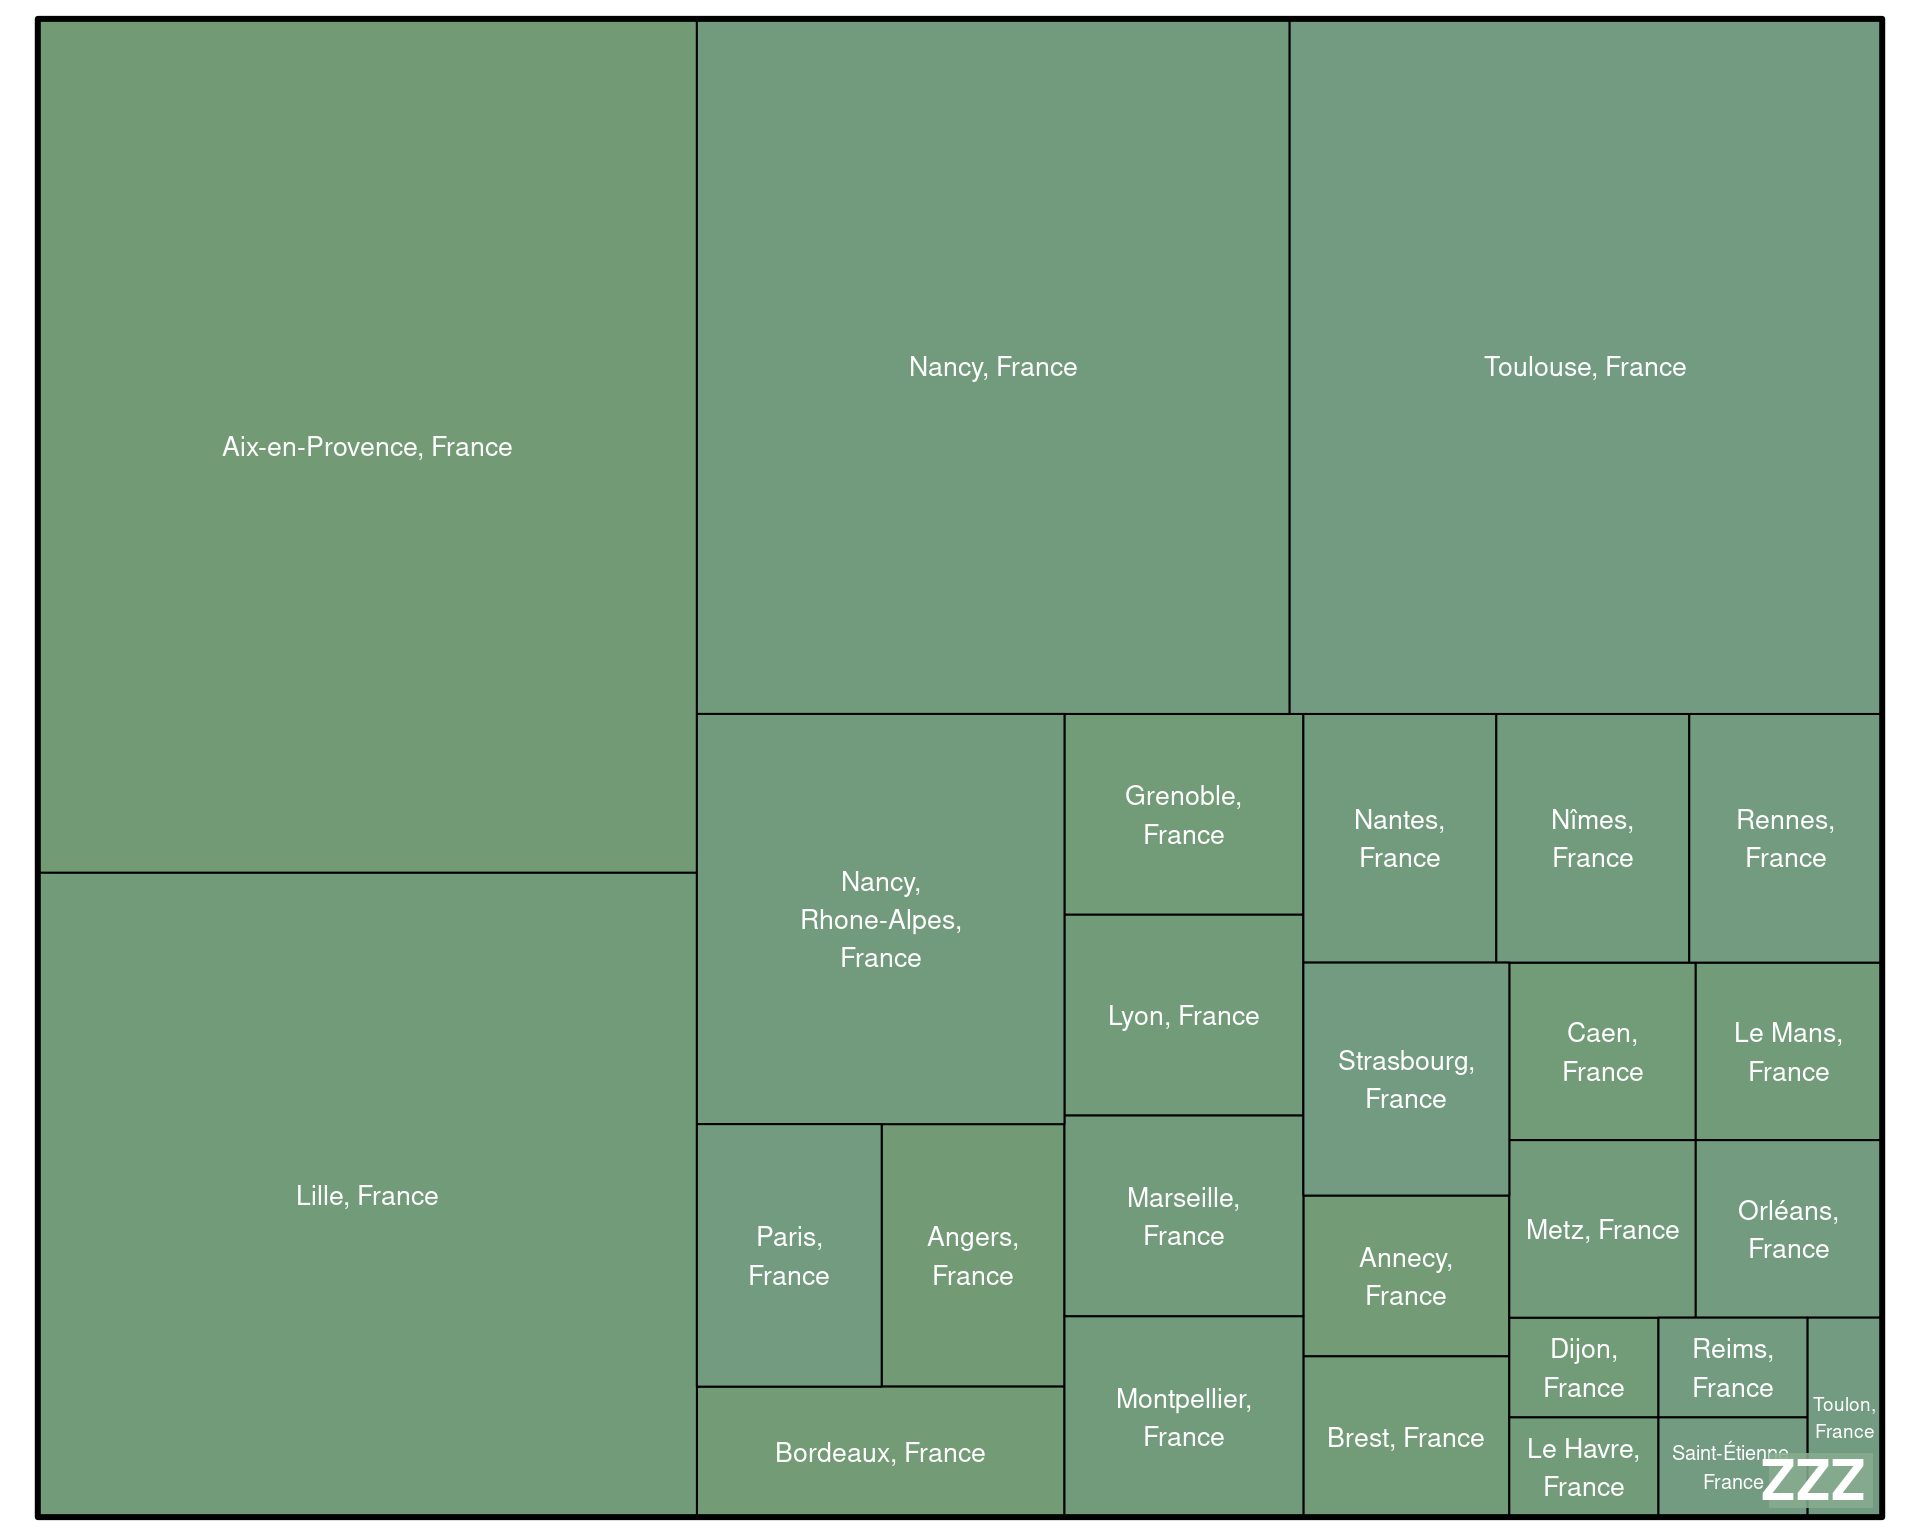 Aix-en-Provence, France
Nancy, France
Toulouse, France
Lille, France
Nancy,
Rhone-Alpes,
France
Grenoble,
France
Nantes,
France
Nîmes,
France
Rennes,
France
Lyon, France
Strasbourg,
France
Caen,
France
Le Mans,
France
Paris,
France
Angers,
France
Marseille,
France
Annecy,
France
Metz, France
Orléans,
France
Bordeaux, France
Montpellier,
France
Brest, France
Dijon,
France
Reims,
France
Toulon,
France
Le Havre,
France
Saint-Étienne
France
ZZZ